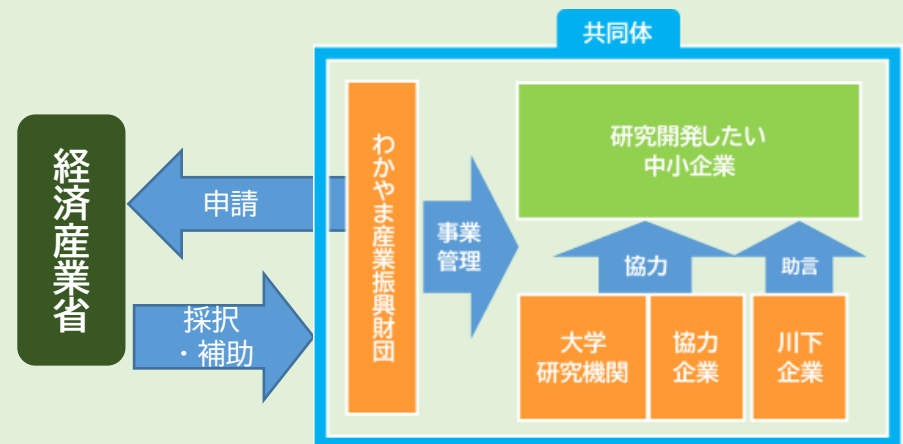 共同体
経済産業省
申請
採択
・補助
わかやま産業振興財団
事業
管理
研究開発したい
中小企業
協力
助言
大学
研究機関
協力
企業
川下
企業